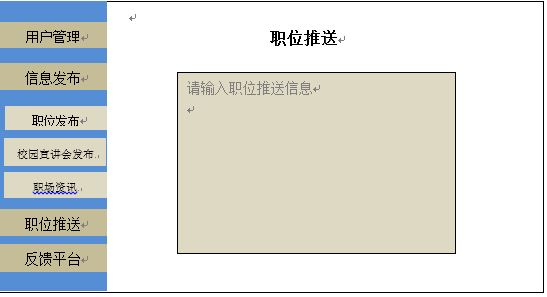 用户管理
信息发布
职位发布
校园宣讲会发布
职场资讯
职位推送
反馈平台
职位推送
请输入职位推送信息